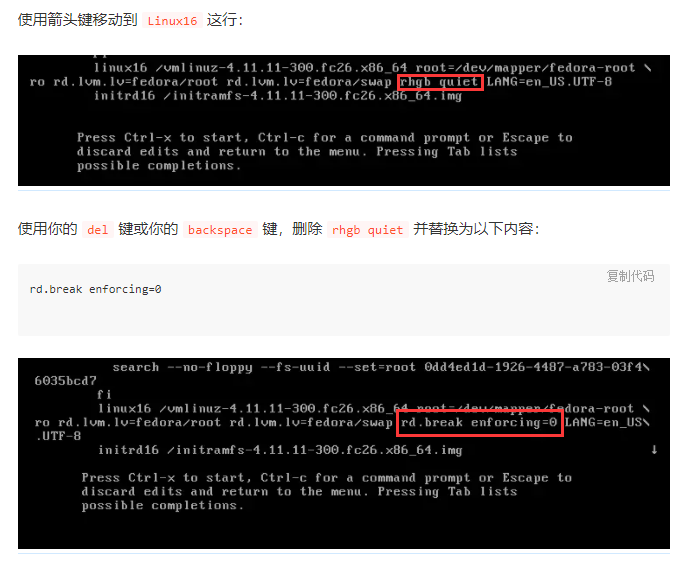 使用箭头键移动到 Linux16 这行：
linux16 /vmlinuz-4.11.11-300.fc26.x86_64 root=/dev/mapper/fedora-root \
ro rd.lvm.lv=fedora/root rd.lvm.lv=fedora/swap rhgb quiet LANG=en_US.UTF-8
initrd16 /initramfs-4.11.11-300.fc26.x86_64.img
Press Ctrl-x to start, Ctrl-c for a command prompt or Escape to
discard edits and return to the menu. Pressing Tab lists
possible completions.
使用你的 del 键或你的 backspace 键，删除 rhgb quiet 并替换为以下内容：
复制代码
rd.break enforcing=0
search --no-floppy --fs-uuid --set=root 0dd4ed1d-1926-4487-a783-03f4\
6035bcd7
fi
linux16 /vmlinuz-4.11.11-300.fc26.x86_64 root=/dev/mapper/fedora-root \
ro rd.lvm.lv=fedora/root rd.lvm.lv=fedora/swap rd.break enforcing=0 LANG=en_US\
.UTF-8
initrd16 /initramfs-4.11.11-300.fc26.x86_64.img ↓
Press Ctrl-x to start, Ctrl-c for a command prompt or Escape to
discard edits and return to the menu. Pressing Tab lists
possible completions.